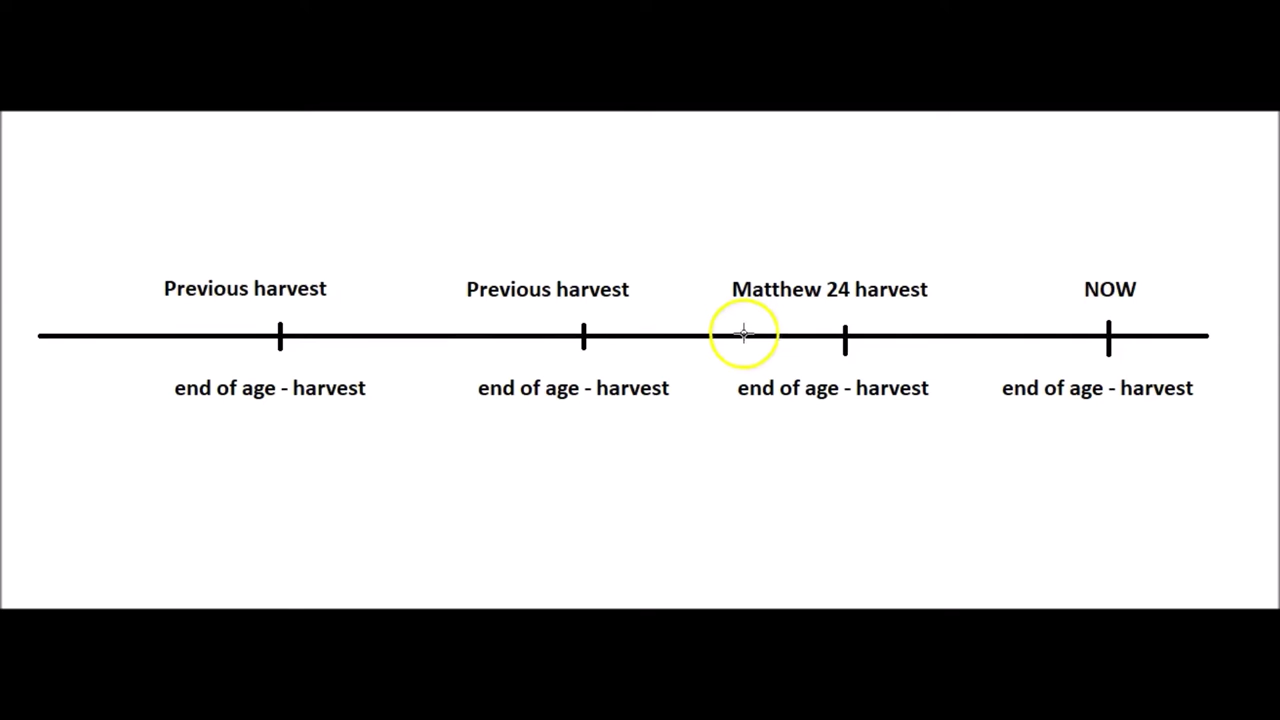 Previous harvest
Previous harvest
Matthew 24 harvest
NOW
end of age - harvest
end of age - harvest
end of age - harvest
end of age - harvest